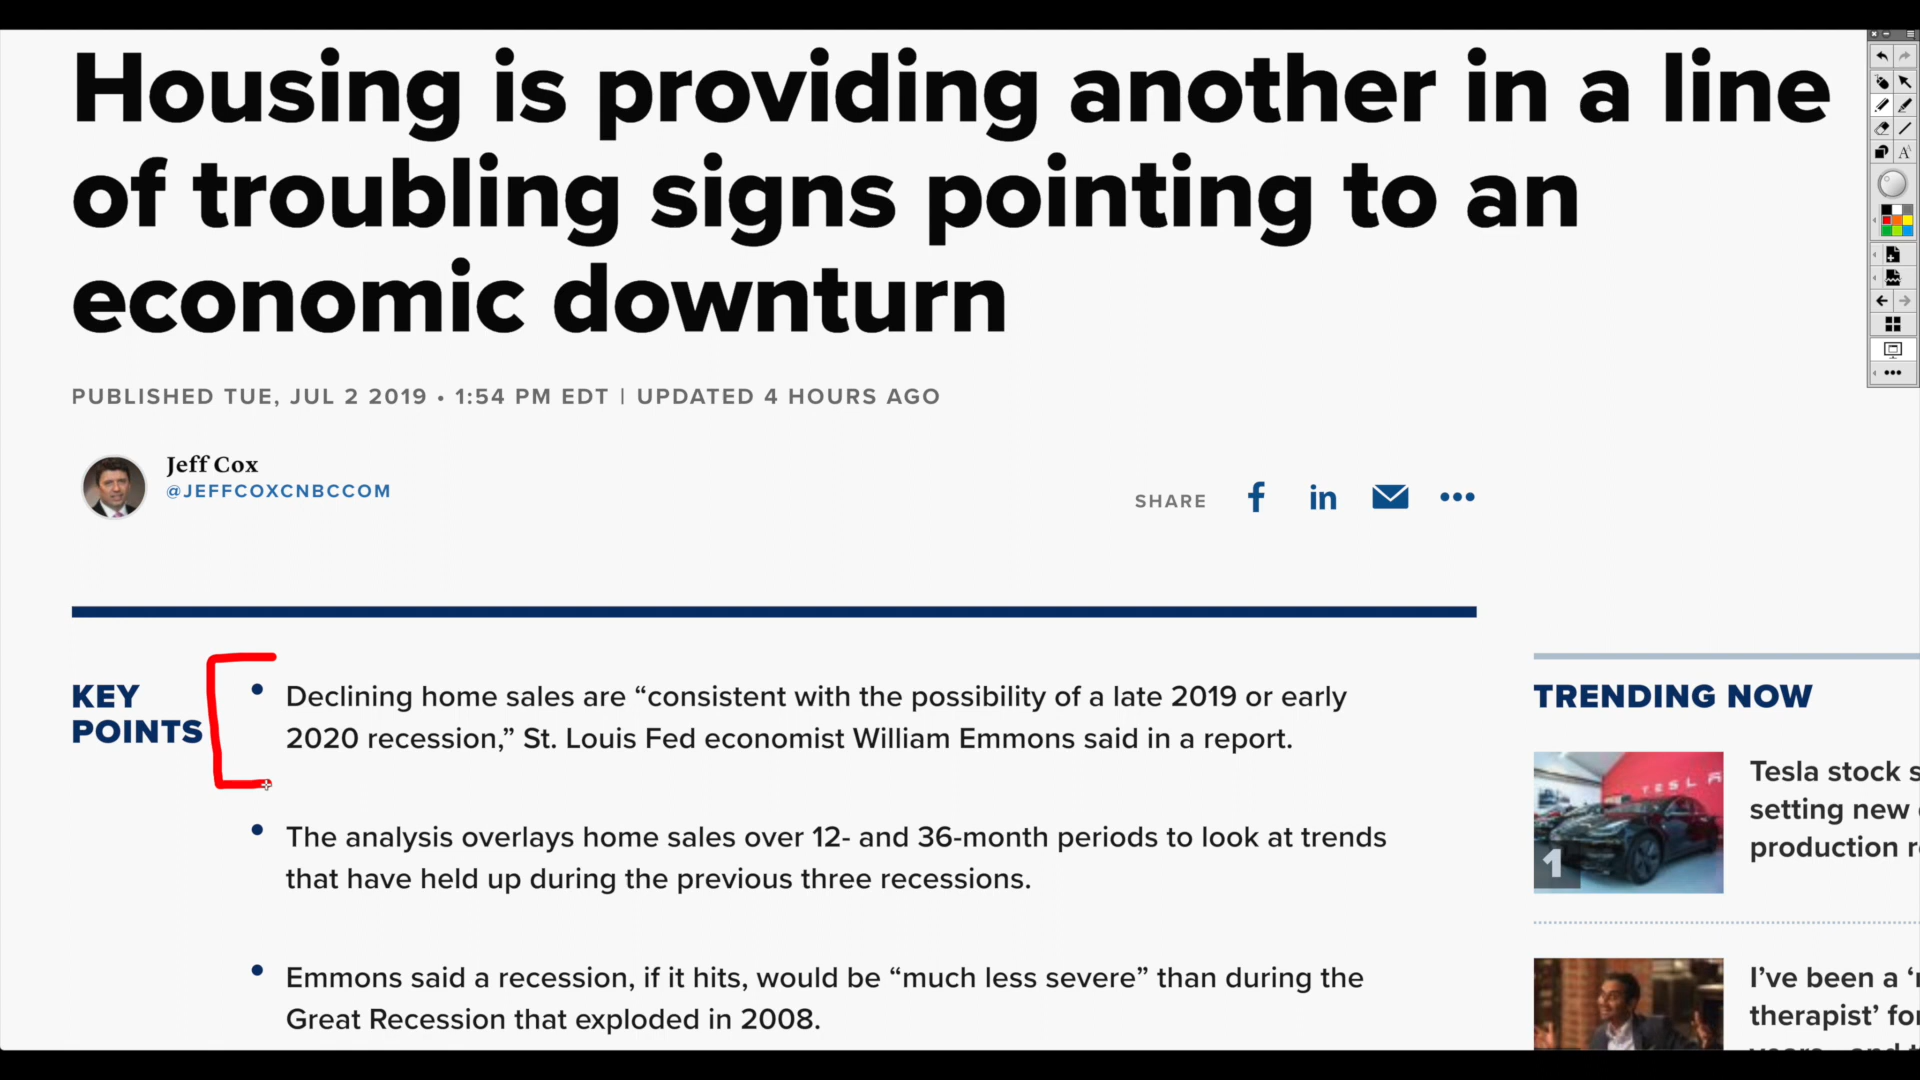 Housing is providing another in a line
of troubling signs pointing to an
economic downturn
PUBLISHED TUE, JUL 2 2019 • 1:54 PM EDT | UPDATED 4 HOURS AGO
Jeff Cox
@JEFFCOXCNBCCOM
SHARE
KEY
POINTS
• Declining home sales are “consistent with the possibility of a late 2019 or early
2020 recession,” St. Louis Fed economist William Emmons said in a report.
• The analysis overlays home sales over 12- and 36-month periods to look at trends
that have held up during the previous three recessions.
• Emmons said a recession, if it hits, would be “much less severe” than during the
Great Recession that exploded in 2008.
TRENDING NOW
TESLA
1
Tesla stock s
setting new
production r
I’ve been a ‘
therapist’ fo